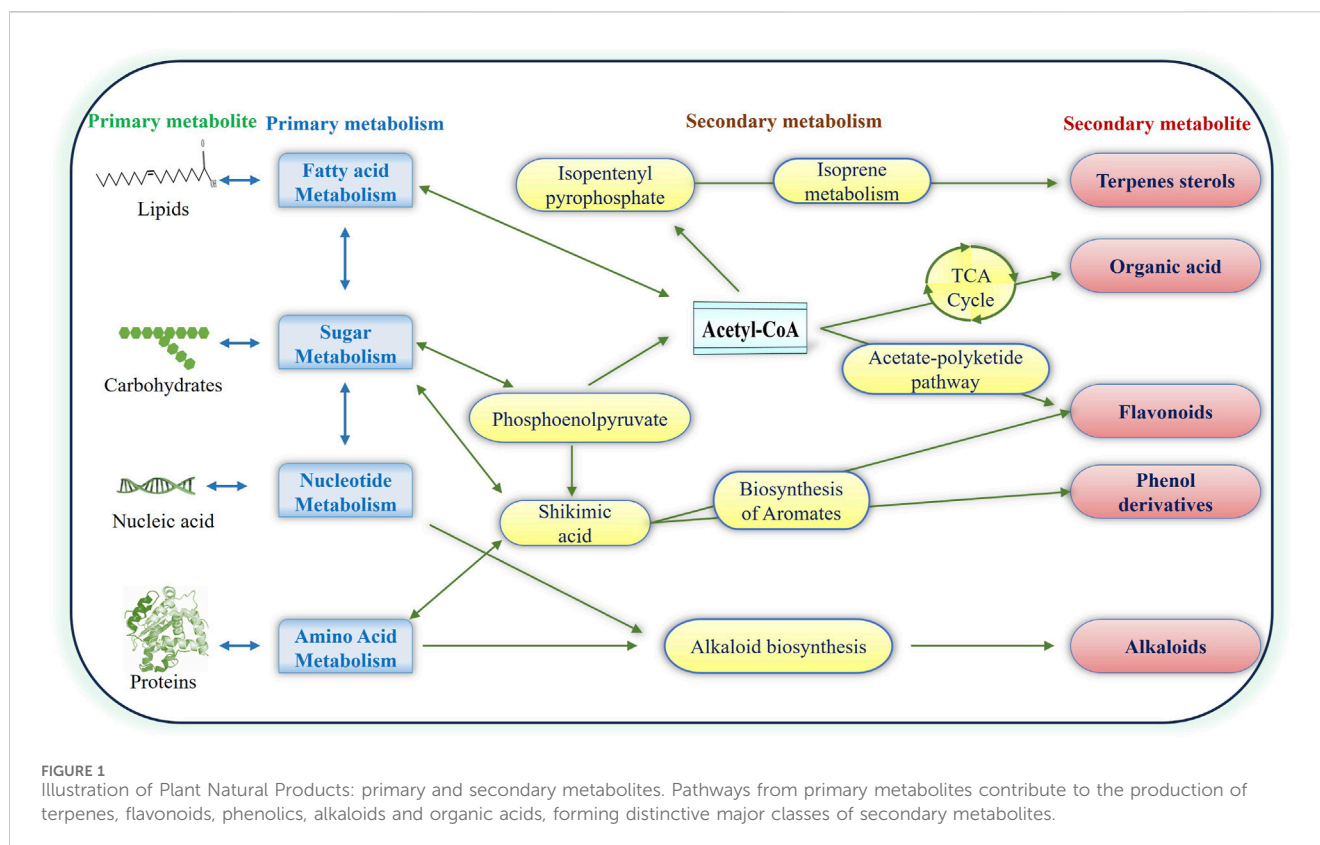 Primary metabolite
Primary metabolism
Secondary metabolism
Secondary metabolite
Lipids
Fatty acid
Metabolism
Isopentenyl
pyrophosphate
Isoprene
metabolism
Terpenes sterols
TCA
Cycle
Organic acid
Carbohydrates
Sugar
Metabolism
Acetyl-CoA
Acetate-polyketide
pathway
Phosphoenolpyruvate
Flavonoids
Nucleic acid
Nucleotide
Metabolism
Shikimic
acid
Biosynthesis
of Aromates
Phenol
derivatives
Proteins
Amino Acid
Metabolism
Alkaloid biosynthesis
Alkaloids
FIGURE 1
Illustration of Plant Natural Products: primary and secondary metabolites. Pathways from primary metabolites contribute to the production of
terpenes, flavonoids, phenolics, alkaloids and organic acids, forming distinctive major classes of secondary metabolites.